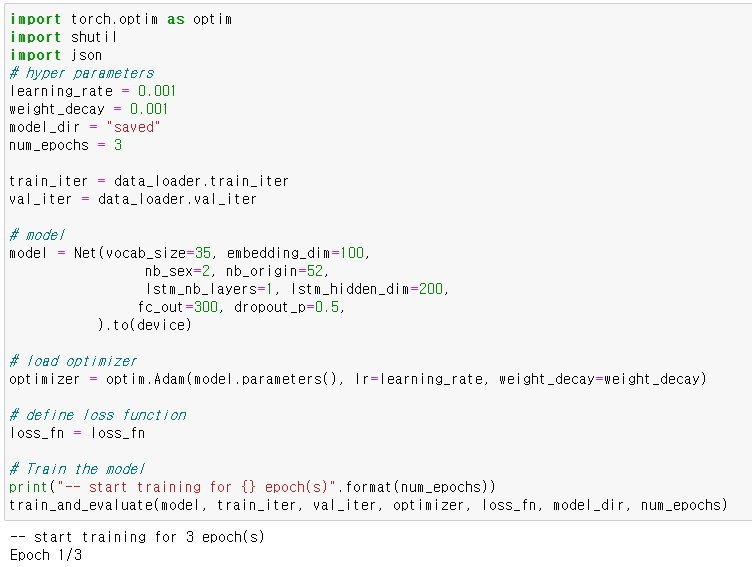 import torch.optim as optim
import shutil
import json
# hyper parameters
learning_rate = 0.001
weight_decay = 0.001
model_dir = "saved"
num_epochs = 3
train_iter = data_loader.train_iter
val_iter = data_loader.val_iter
# model
model = Net(vocab_size=35, embedding_dim=100,
nb_sex=2, nb_origin=52,
lstm_nb_layers=1, lstm_hidden_dim=200,
fc_out=300, dropout_p=0.5,
).to(device)
# load optimizer
optimizer = optim.Adam(model.parameters(), lr=learning_rate, weight_decay=weight_decay)
# define loss function
loss_fn = loss_fn
# Train the model
print("-- start training for {} epoch(s)".format(num_epochs))
train_and_evaluate(model, train_iter, val_iter, optimizer, loss_fn, model_dir, num_epochs)
-- start training for 3 epoch(s)
Epoch 1/3